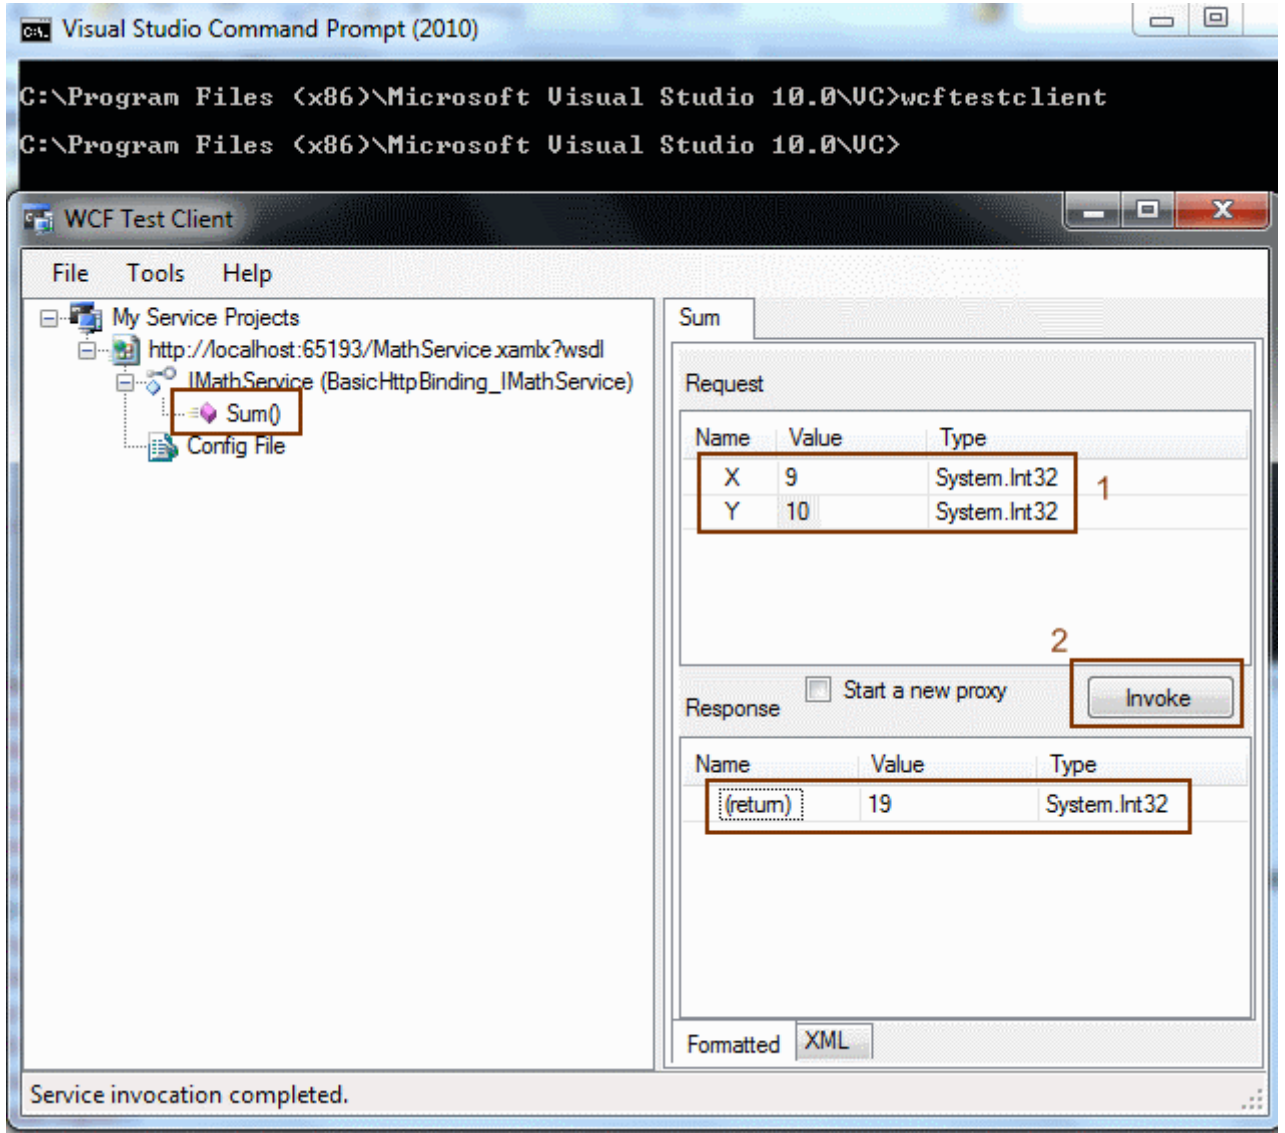 Visual Studio Command Prompt (2010)
C:\Program Files (x86)\Microsoft Visual Studio 10.0\VC>wcftestclient
C:\Program Files (x86)\Microsoft Visual Studio 10.0\VC>
WCF Test Client
File Tools Help
My Service Projects
http://localhost:65193/MathService.xamlx?wsdl
IMathService (BasicHttpBinding_IMathService)
Sum()
Config File
Sum
Request
Name Value Type
X 9 System.Int32
Y 10 System.Int32
1
2
Response Start a new proxy Invoke
Name Value Type
(return) 19 System.Int32
Formatted XML
Service invocation completed.